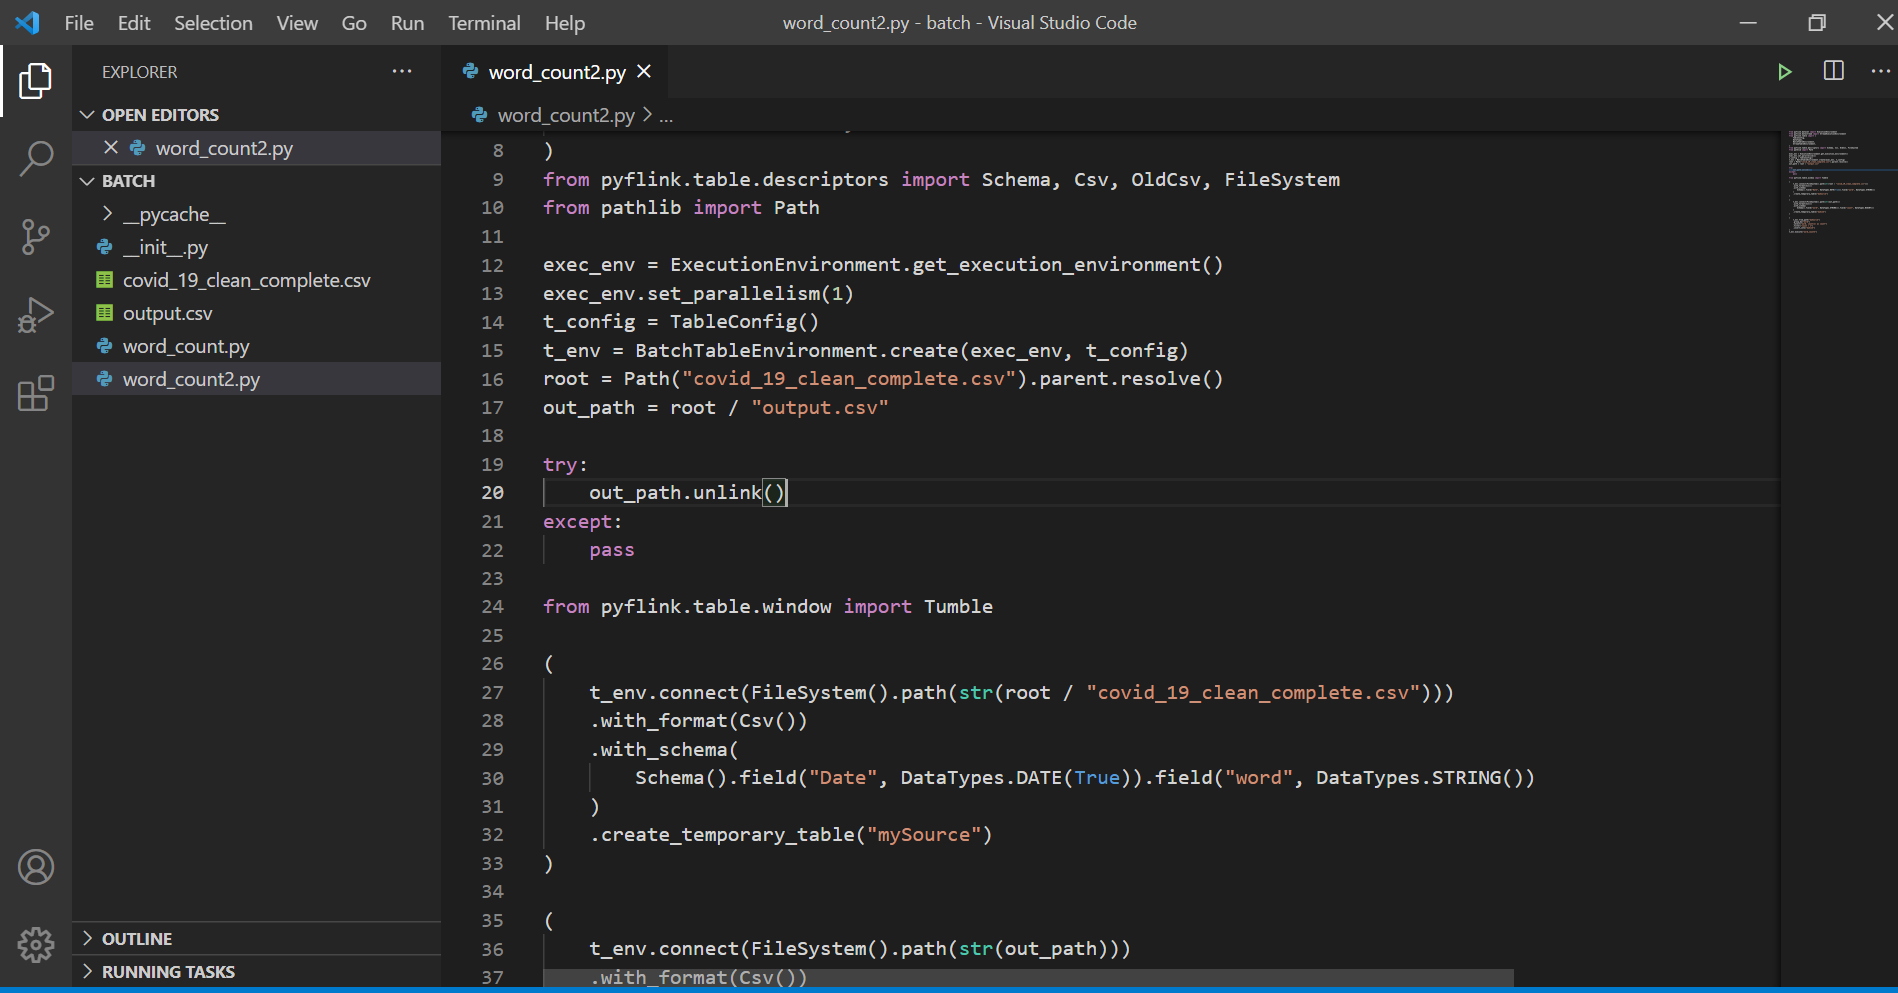 File Edit Selection View Go Run Terminal Help
word_count2.py - batch - Visual Studio Code
EXPLORER
OPEN EDITORS
word_count2.py
BATCH
__pycache__
__init__.py
covid_19_clean_complete.csv
output.csv
word_count.py
word_count2.py
OUTLINE
RUNNING TASKS
word_count2.py
word_count2.py > ...
8 )
9 from pyflink.table.descriptors import Schema, Csv, OldCsv, FileSystem
10 from pathlib import Path
11
12 exec_env = ExecutionEnvironment.get_execution_environment()
13 exec_env.set_parallelism(1)
14 t_config = TableConfig()
15 t_env = BatchTableEnvironment.create(exec_env, t_config)
16 root = Path("covid_19_clean_complete.csv").parent.resolve()
17 out_path = root / "output.csv"
18
19 try:
20 out_path.unlink()
21 except:
22 pass
23
24 from pyflink.table.window import Tumble
25
26 (
27 t_env.connect(FileSystem().path(str(root / "covid_19_clean_complete.csv")))
28 .with_format(Csv())
29 .with_schema(
30 Schema().field("Date", DataTypes.DATE(True)).field("word", DataTypes.STRING())
31 )
32 .create_temporary_table("mySource")
33 )
34
35 (
36 t_env.connect(FileSystem().path(str(out_path)))
37 .with_format(Csv())